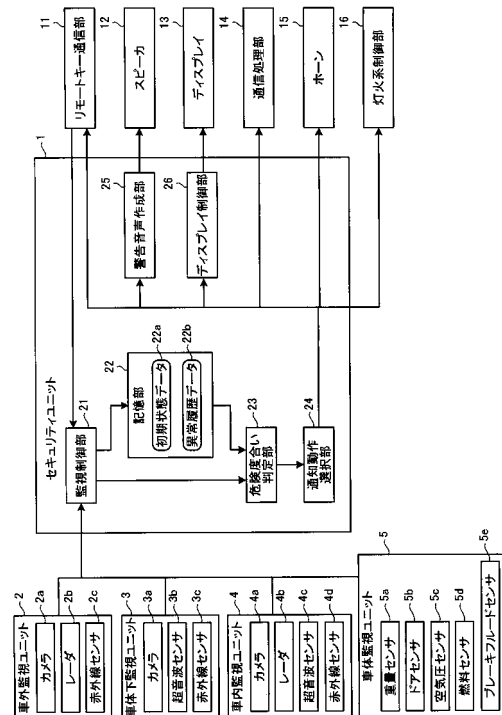 1
セキュリティユニット
2
車外監視ユニット
2a
カメラ
2b
レーダ
2c
赤外線センサ
3
車体下監視ユニット
3a
カメラ
3b
超音波センサ
3c
赤外線センサ
4
車内監視ユニット
4a
カメラ
4b
レーダ
4c
超音波センサ
4d
赤外線センサ
5
車体監視ユニット
5a
重量センサ
5b
ドアセンサ
5c
空気圧センサ
5d
燃料センサ
5e
ブレーキフルードセンサ
21
監視制御部
22
記憶部
22a
初期状態データ
22b
異常履歴データ
23
危険度合い
判定部
24
通知動作
選択部
25
警告音声作成部
26
ディスプレイ制御部
11
リモートキー通信部
12
スピーカ
13
ディスプレイ
14
通信処理部
15
ホーン
16
灯火系制御部